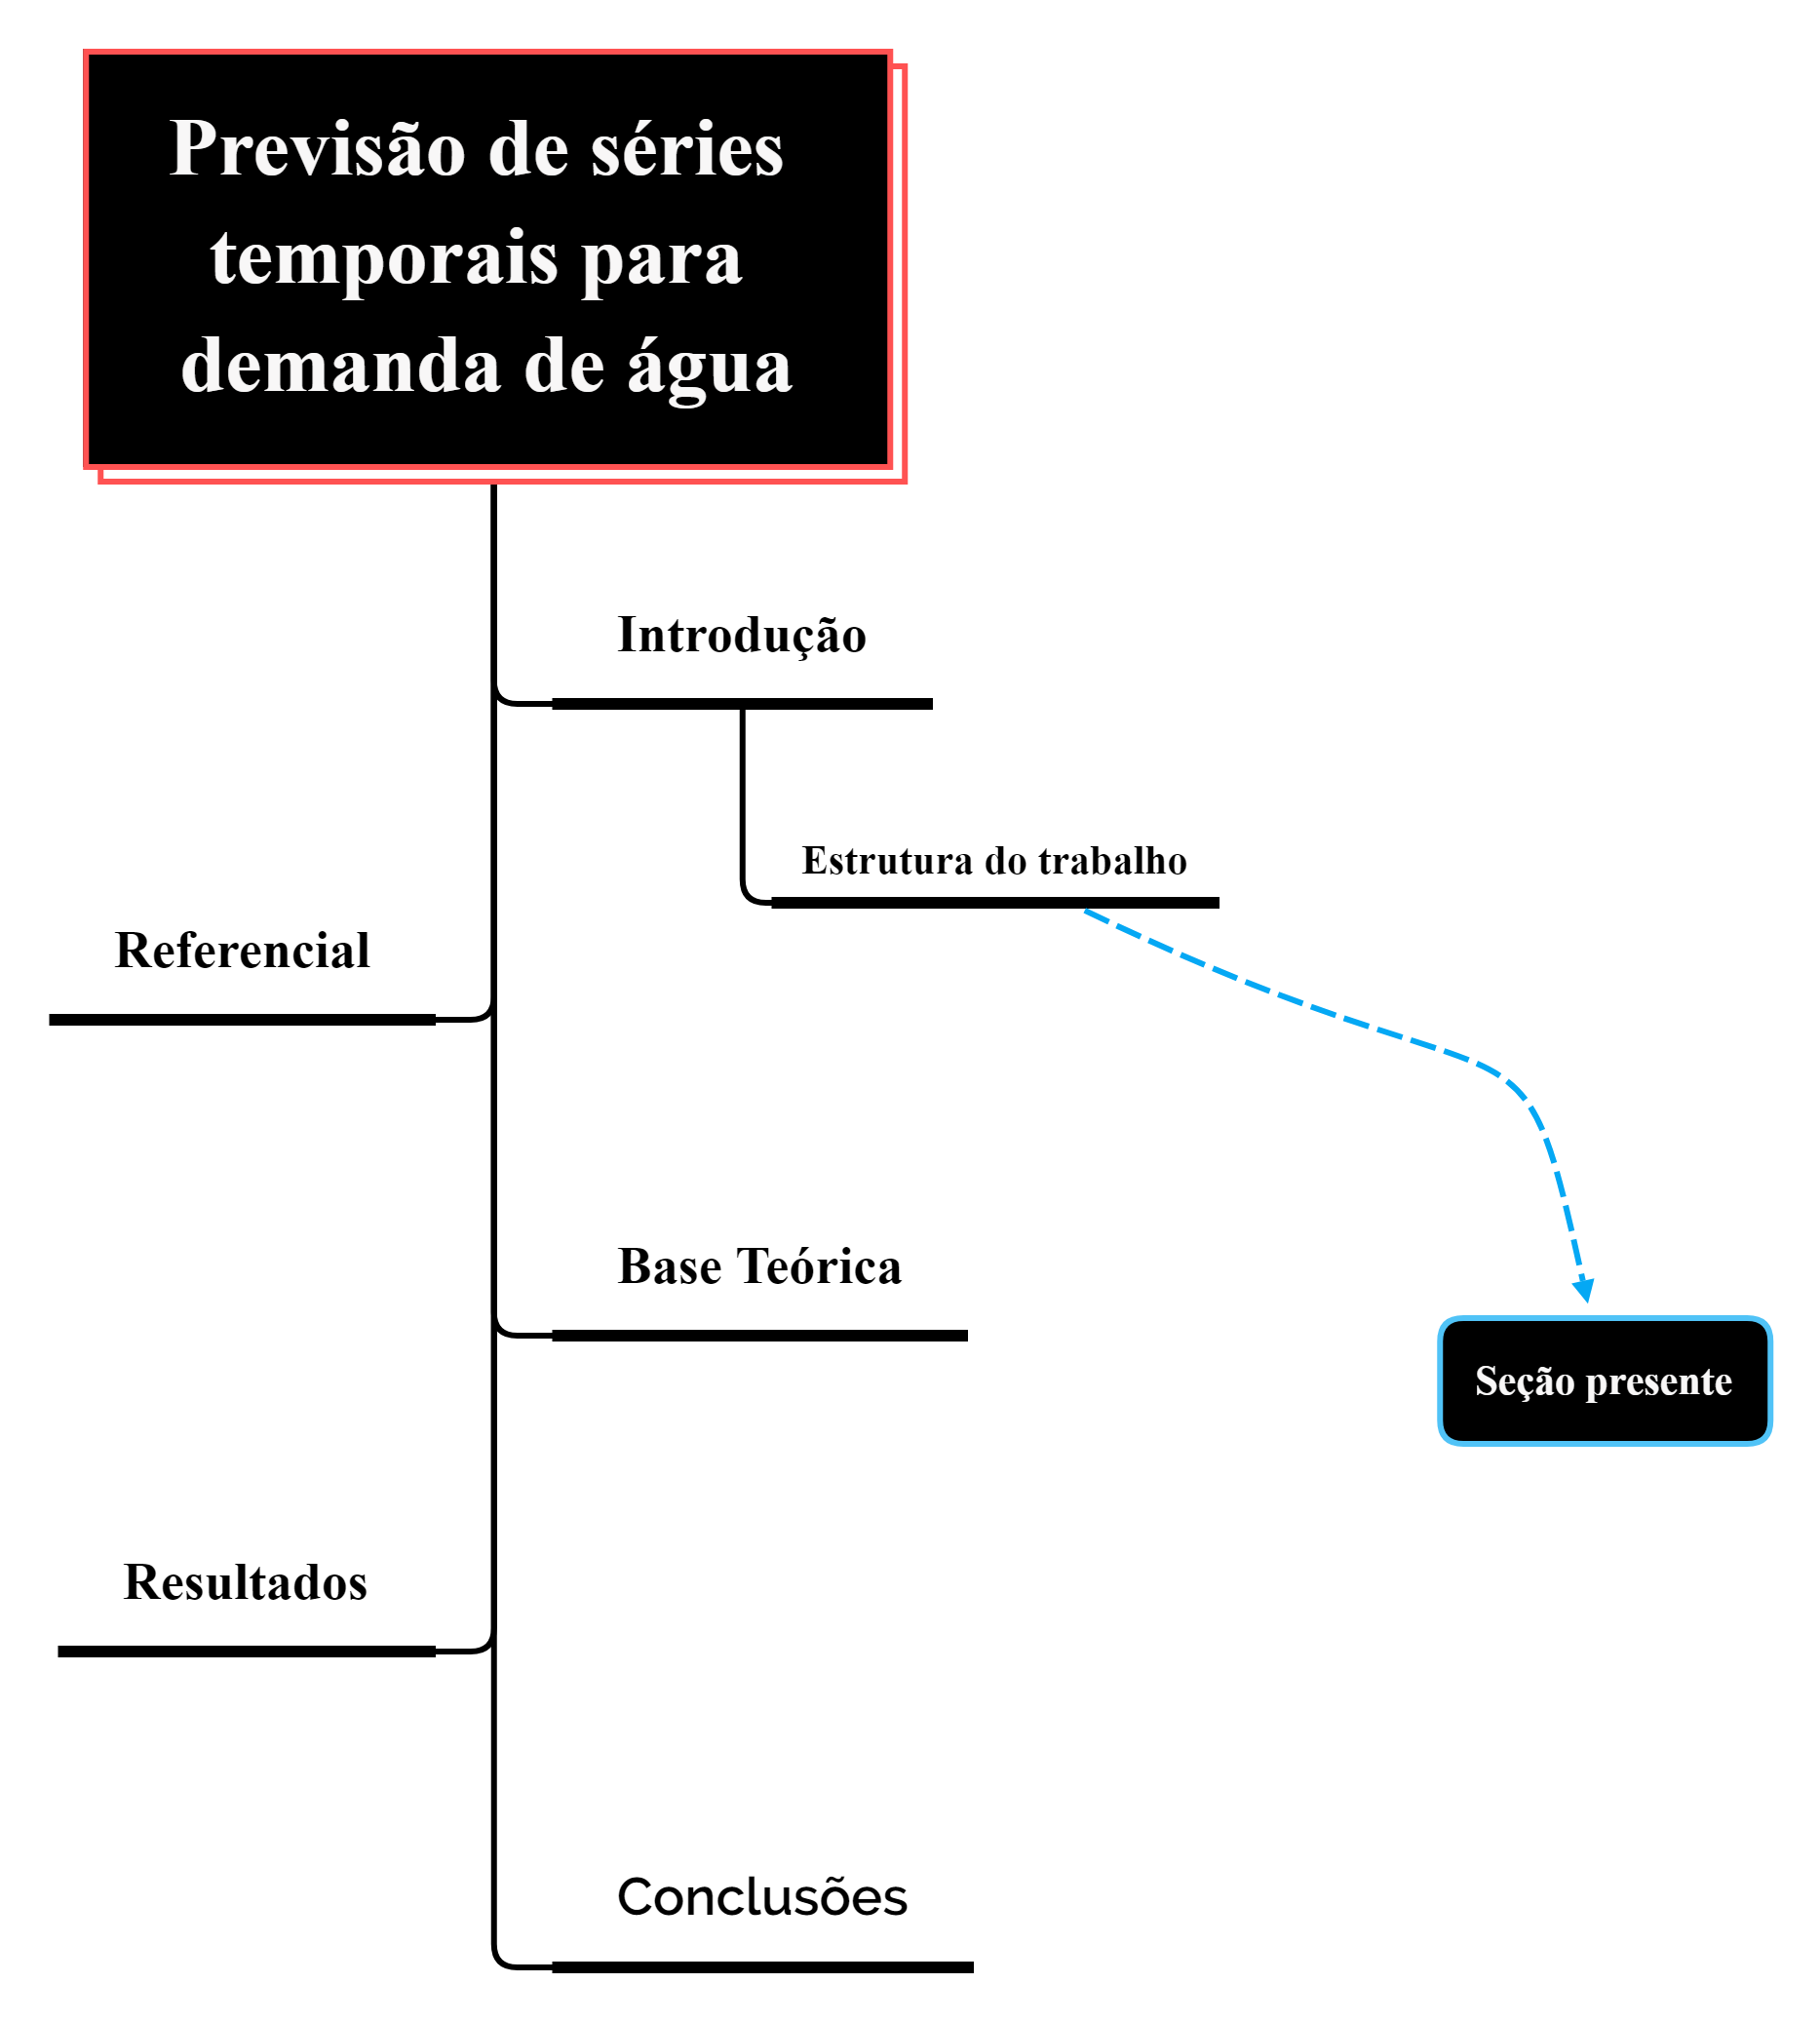 Previsão de séries
temporais para
demanda de água
Introdução
Estrutura do trabalho
Referencial
Base Teórica
Seção presente
Resultados
Conclusões